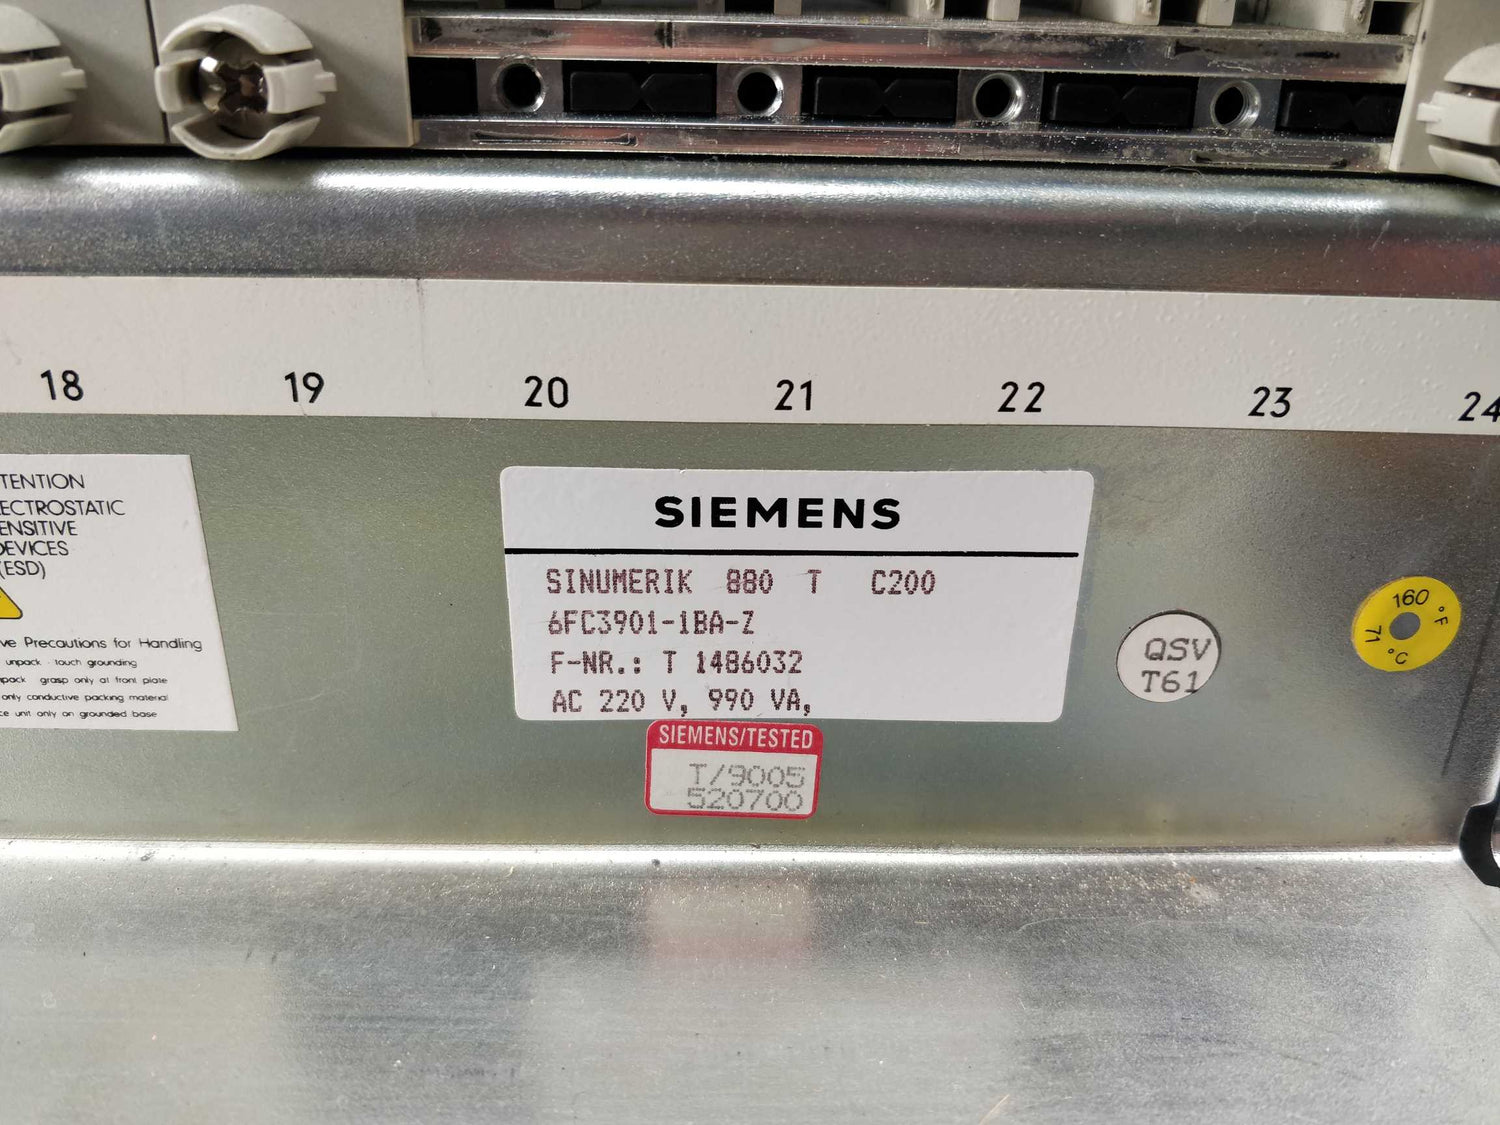 18 19 20 21 22 23 24
TENTION
ECTROSTATIC
ENSITIVE
DEVICES
(ESD)
ve Precautions for Handling
unpack · touch grounding
pack grasp only at front plate
only conductive packing material
ce unit only on grounded base
SIEMENS
SINUMERIK 880 T C200
6FC3901-1BA-Z
F-NR.: T 1486032
AC 220 V, 990 VA,
SIEMENS/TESTED
T/9005
520700
QSV
T61
160 °F
71 °C